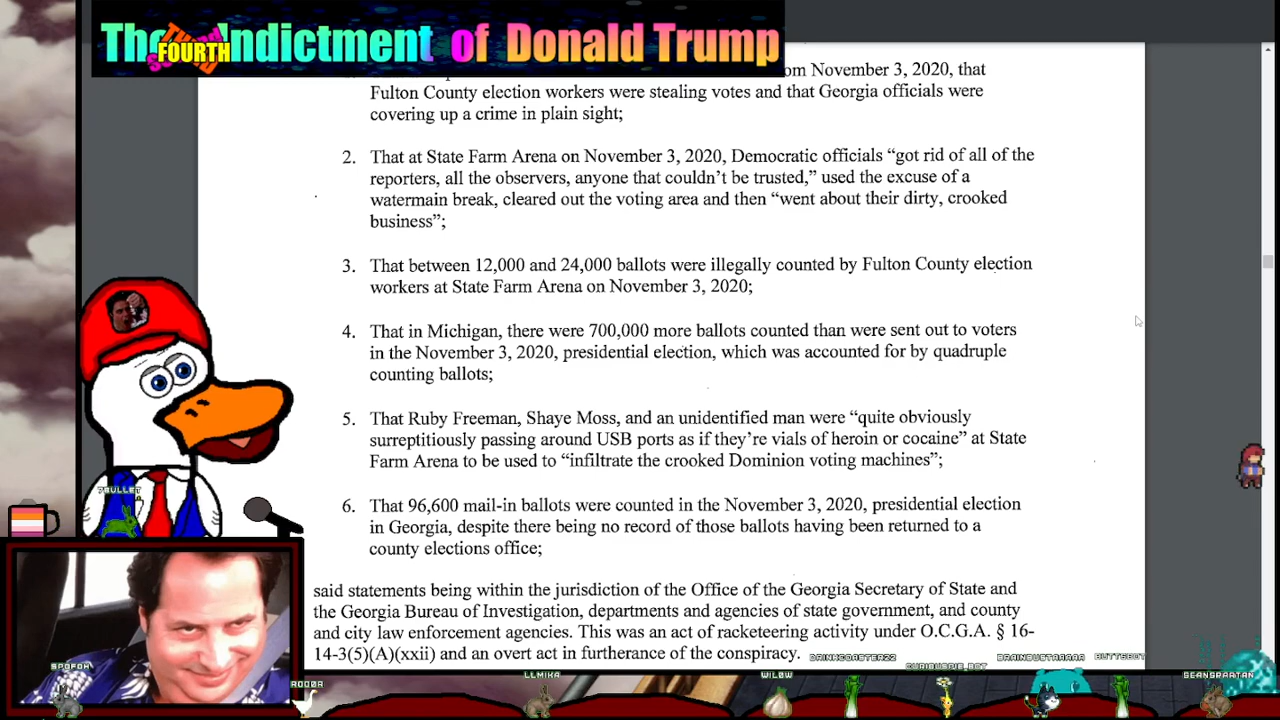 The FOURTH Indictment of Donald Trump
om November 3, 2020, that
Fulton County election workers were stealing votes and that Georgia officials were
covering up a crime in plain sight;
2. That at State Farm Arena on November 3, 2020, Democratic officials “got rid of all of the
reporters, all the observers, anyone that couldn’t be trusted,” used the excuse of a
watermain break, cleared out the voting area and then “went about their dirty, crooked
business”;
3. That between 12,000 and 24,000 ballots were illegally counted by Fulton County election
workers at State Farm Arena on November 3, 2020;
4. That in Michigan, there were 700,000 more ballots counted than were sent out to voters
in the November 3, 2020, presidential election, which was accounted for by quadruple
counting ballots;
5. That Ruby Freeman, Shaye Moss, and an unidentified man were “quite obviously
surreptitiously passing around USB ports as if they’re vials of heroin or cocaine” at State
Farm Arena to be used to “infiltrate the crooked Dominion voting machines”;
7BULLET
6. That 96,600 mail-in ballots were counted in the November 3, 2020, presidential election
in Georgia, despite there being no record of those ballots having been returned to a
county elections office;
said statements being within the jurisdiction of the Office of the Georgia Secretary of State and
the Georgia Bureau of Investigation, departments and agencies of state government, and county
and city law enforcement agencies. This was an act of racketeering activity under O.C.G.A. § 16-
14-3(5)(A)(xxii) and an overt act in furtherance of the conspiracy.
SPOFOX
LLMIKA
WILOW
SEANSPARTAN